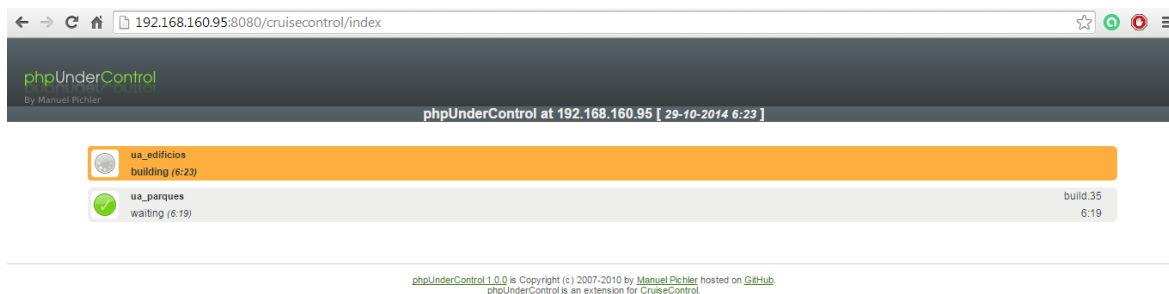 192.168.160.95:8080/cruisecontrol/index
phpUnderControl
By Manuel Pichler
phpUnderControl at 192.168.160.95 [ 29-10-2014 6:23 ]
ua_edificios
building (6:23)
ua_parques build.35
waiting (6:19) 6:19
phpUnderControl 1.0.0 is Copyright (c) 2007-2010 by Manuel Pichler hosted on GitHub.
phpUnderControl is an extension for CruiseControl.